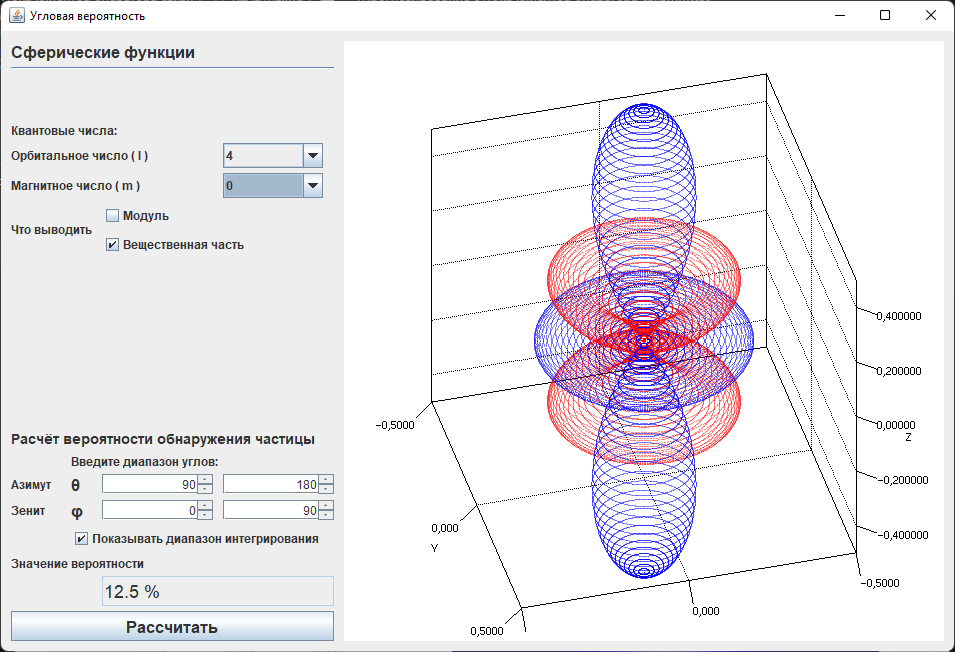 Угловая вероятность
Сферические функции
Квантовые числа:
Орбитальное число ( l )
4
Магнитное число ( m )
0
Что выводить
Модуль
Вещественная часть
Расчёт вероятности обнаружения частицы
Введите диапазон углов:
Азимут θ 90 180
Зенит φ 0 90
Показывать диапазон интегрирования
Значение вероятности
12.5 %
Рассчитать
0,400000
0,200000
0,00000
Z
-0,200000
-0,400000
-0,5000
0,000
Y
0,5000
0,000
-0,5000